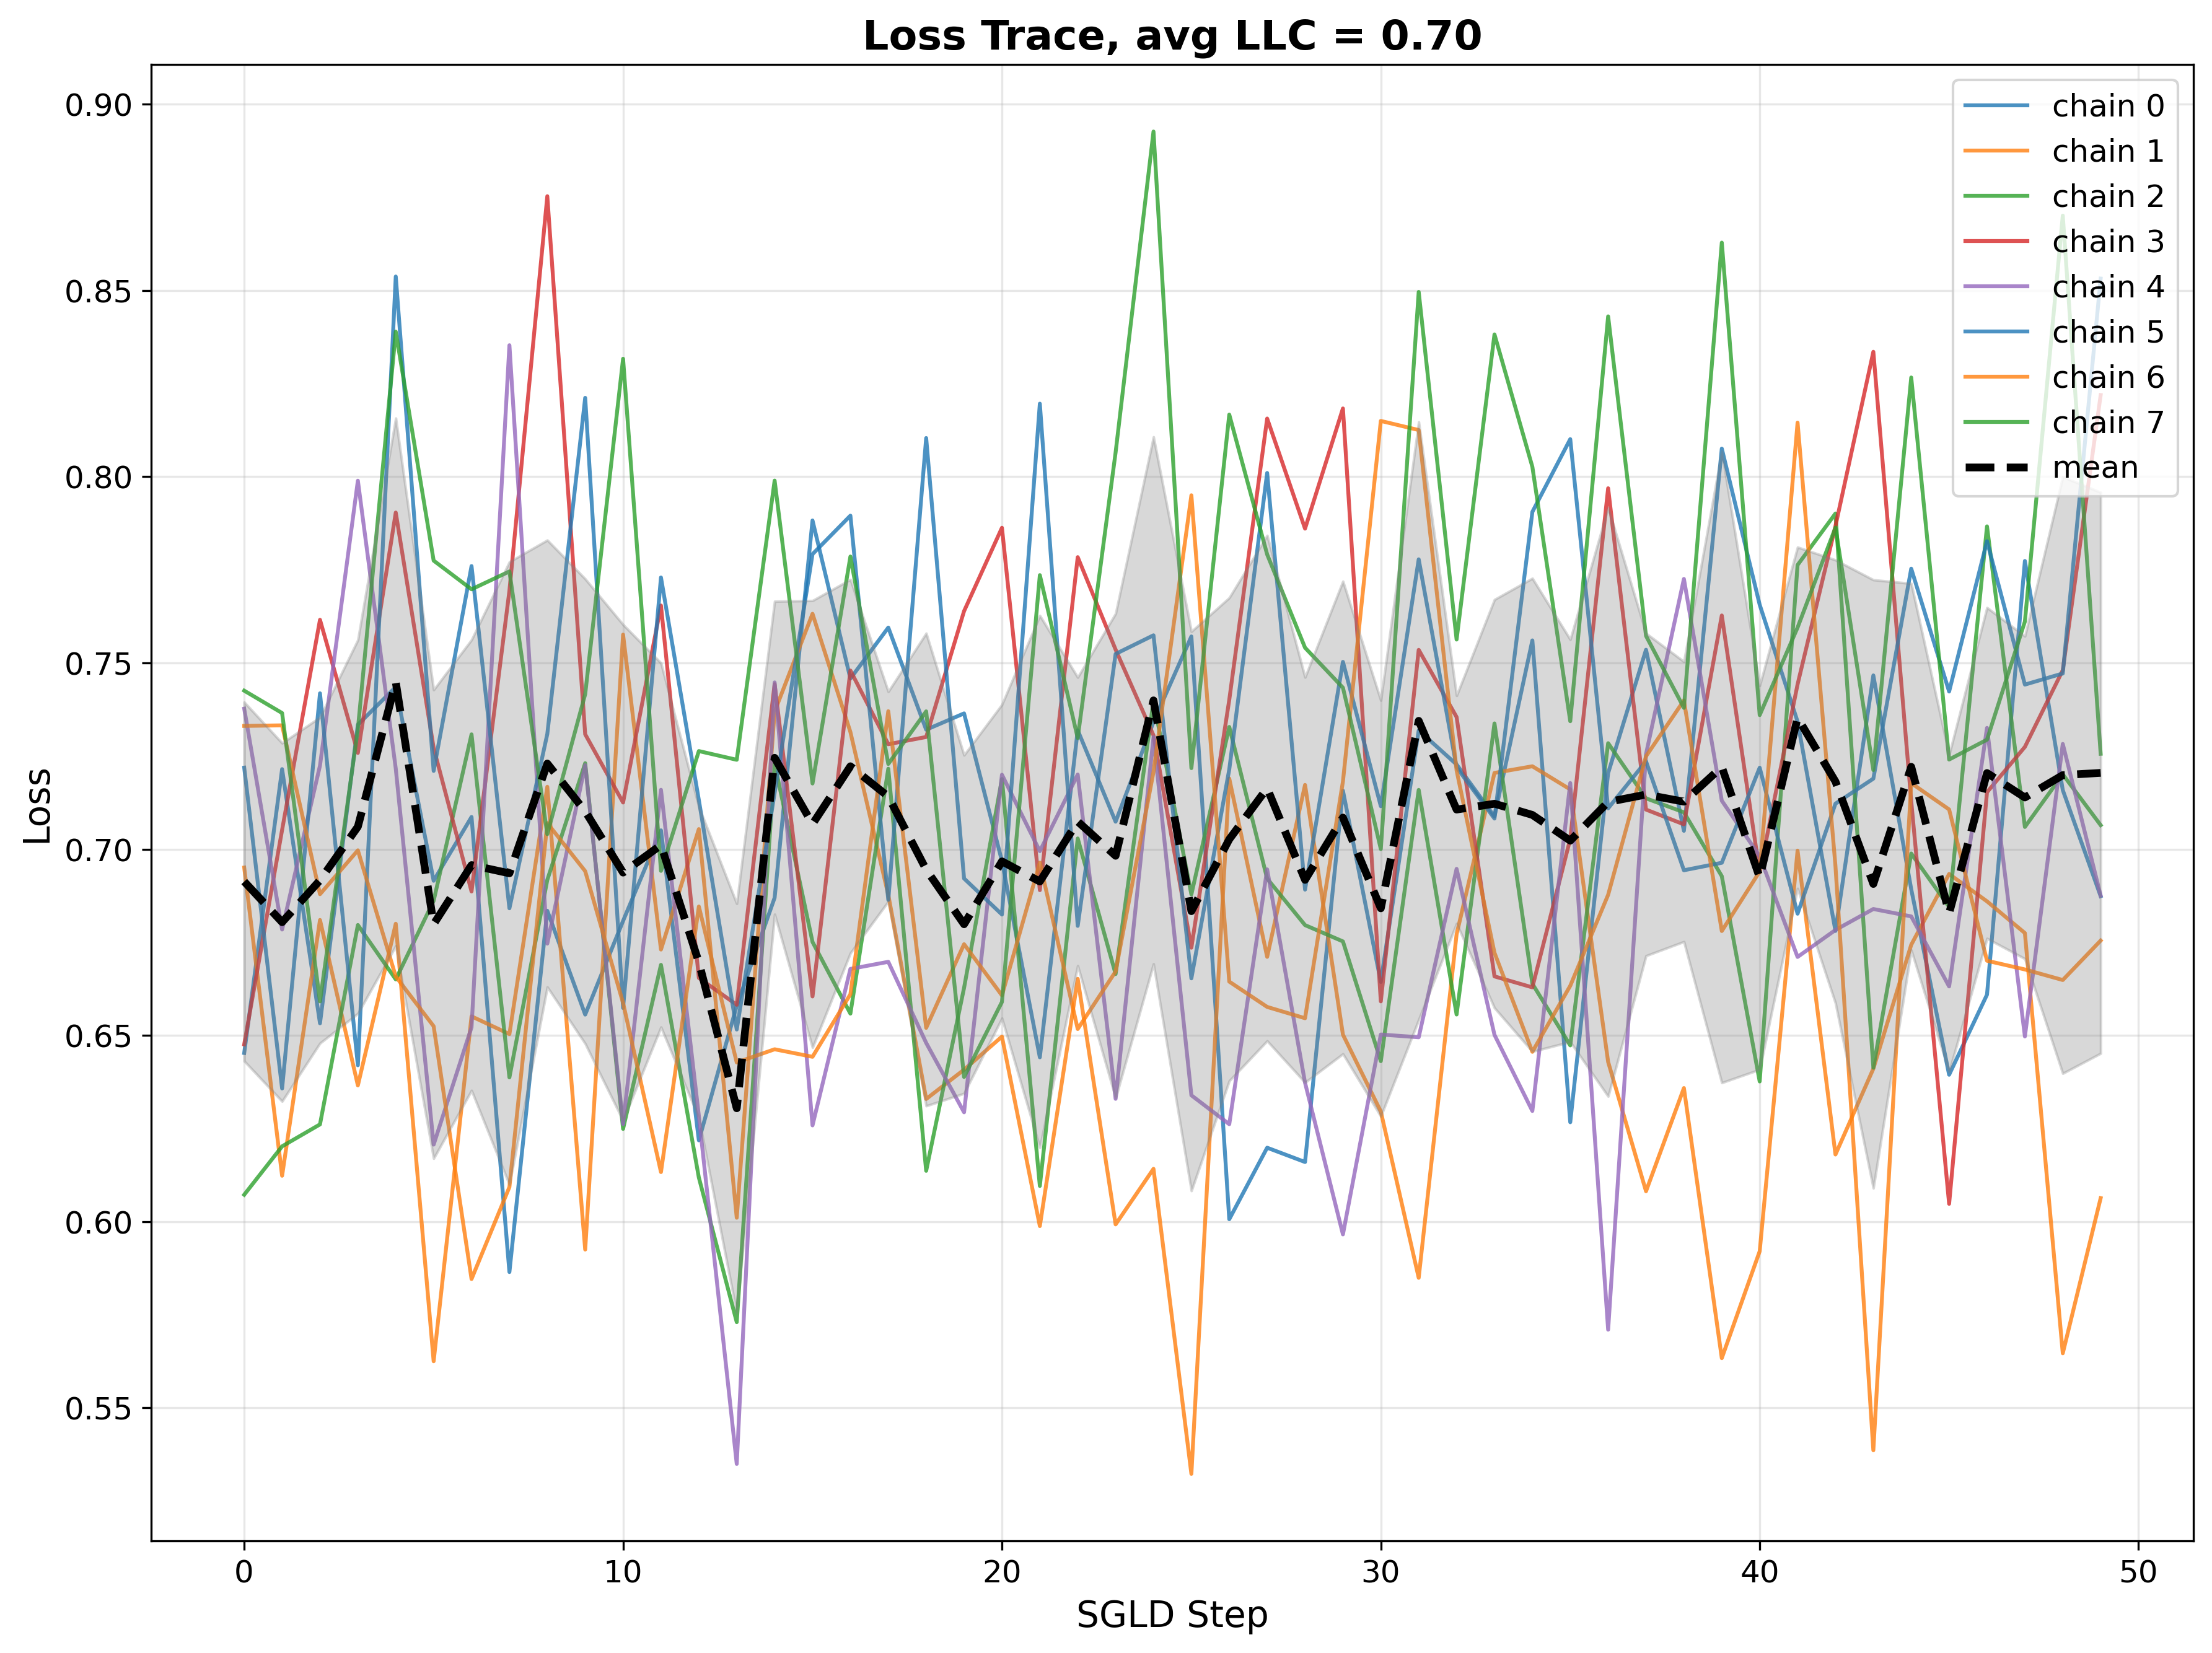 Loss Trace, avg LLC = 0.70
0.90
0.85
0.80
0.75
0.70
0.65
0.60
0.55
Loss
chain 0
chain 1
chain 2
chain 3
chain 4
chain 5
chain 6
chain 7
mean
0 10 20 30 40 50
SGLD Step